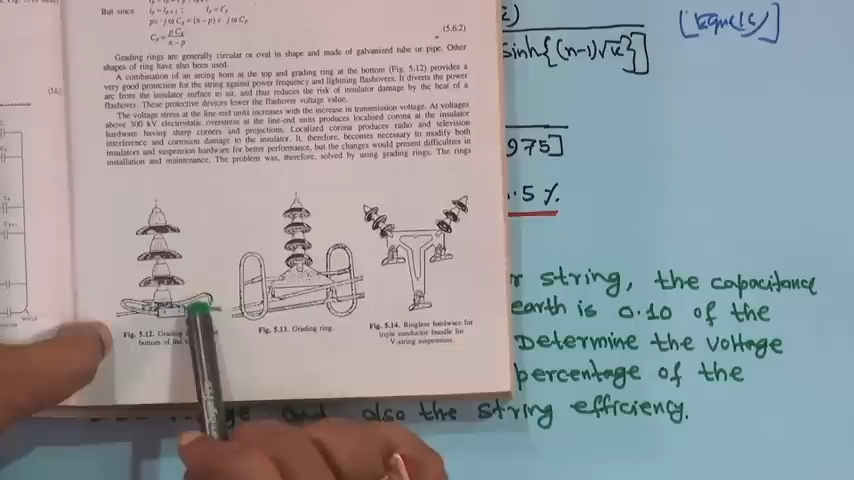 But since
(5.6.2)
Grading rings are generally circular or oval in shape and made of galvanized tube or pipe. Other
shapes of ring have also been used.
A combination of an arcing horn at the top and grading ring at the bottom (Fig. 5.12) provides a
very good protection for the string against power frequency and lightning flashovers. It diverts the power
arc from the insulator surface to air, and thus reduces the risk of insulator damage by the heat of a
flashover. These protective devices lower the flashover voltage value.
The voltage stress at the line-end units increases with the increase in transmission voltage. At voltages
above 300 kV electrostatic overstress at the line-end units produces localised corona at the insulator
hardware having sharp corners and projections. Localized corona produces radio and television
interference and corrosion damage to the insulator. It, therefore, becomes necessary to modify both
insulators and suspension hardware for better performance, but the changes would present difficulties in
installation and maintenance. The problem was, therefore, solved by using grading rings. The rings
Fig. 5.12. Grading
bottom of the
Fig. 5.13. Grading ring.
Fig. 5.14. Ringless hardware for
triple conductor bundle for
V-string suspension.
sinh{(n-1)√k}]
975]
.5 %
r string, the capacitance
earth is 0.10 of the
Determine the voltage
percentage of the
and also the string efficiency.